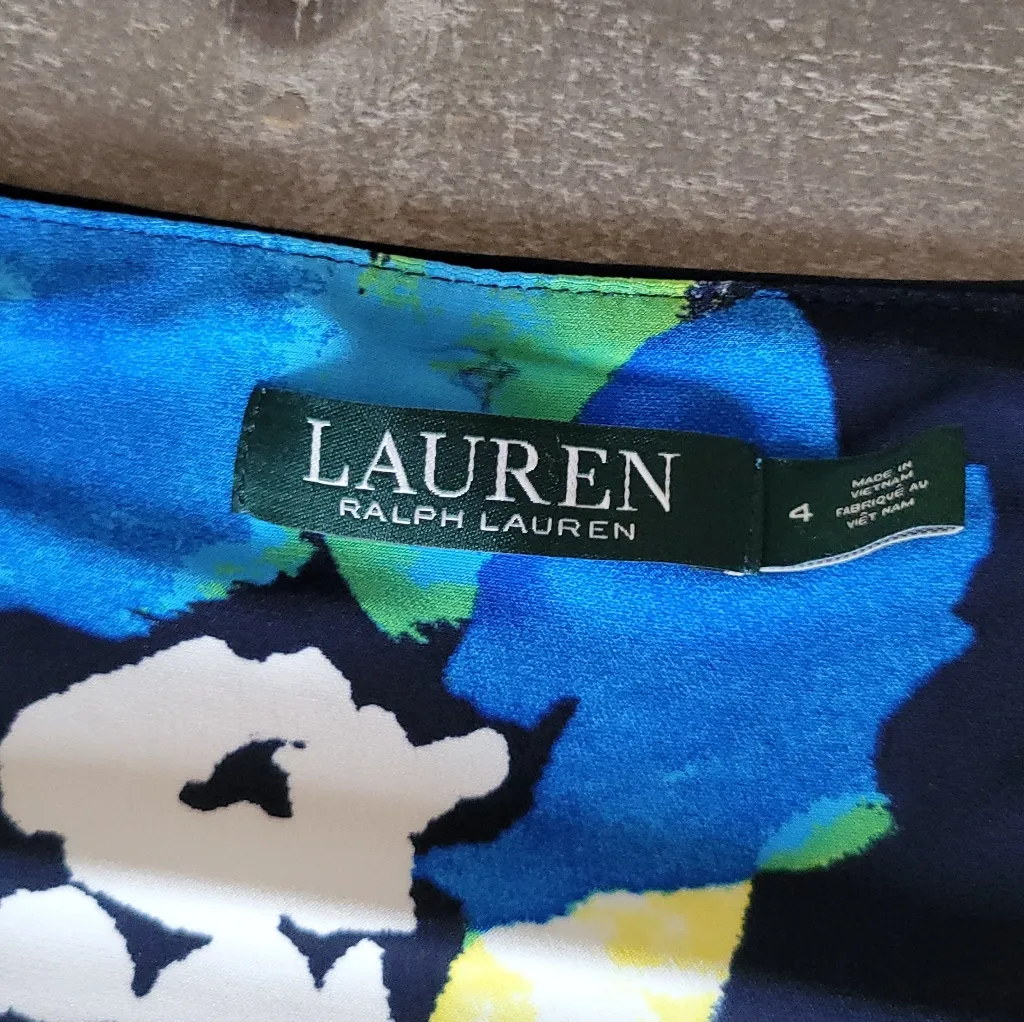 LAUREN
RALPH LAUREN
4
MADE IN
VIETNAM
FABRIQUÉ AU
VIÊT NAM